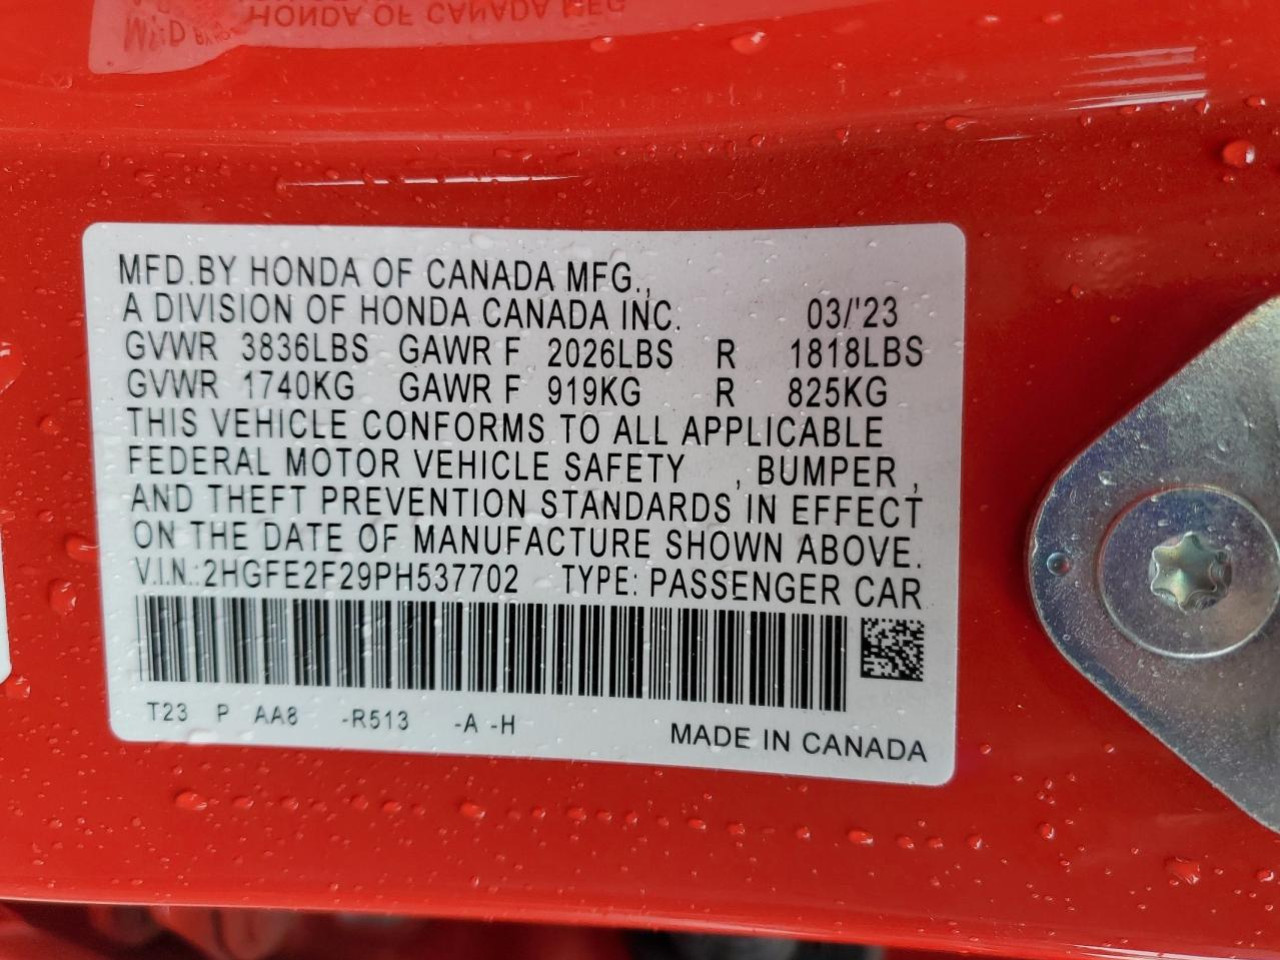 MFD.BY HONDA OF CANADA MFG.,
A DIVISION OF HONDA CANADA INC. 03/'23
GVWR 3836LBS GAWR F 2026LBS R 1818LBS
GVWR 1740KG GAWR F 919KG R 825KG
THIS VEHICLE CONFORMS TO ALL APPLICABLE
FEDERAL MOTOR VEHICLE SAFETY , BUMPER ,
AND THEFT PREVENTION STANDARDS IN EFFECT
ON THE DATE OF MANUFACTURE SHOWN ABOVE.
V.I.N.:2HGFE2F29PH537702 TYPE: PASSENGER CAR
T23 P AA8 -R513 -A -H
MADE IN CANADA